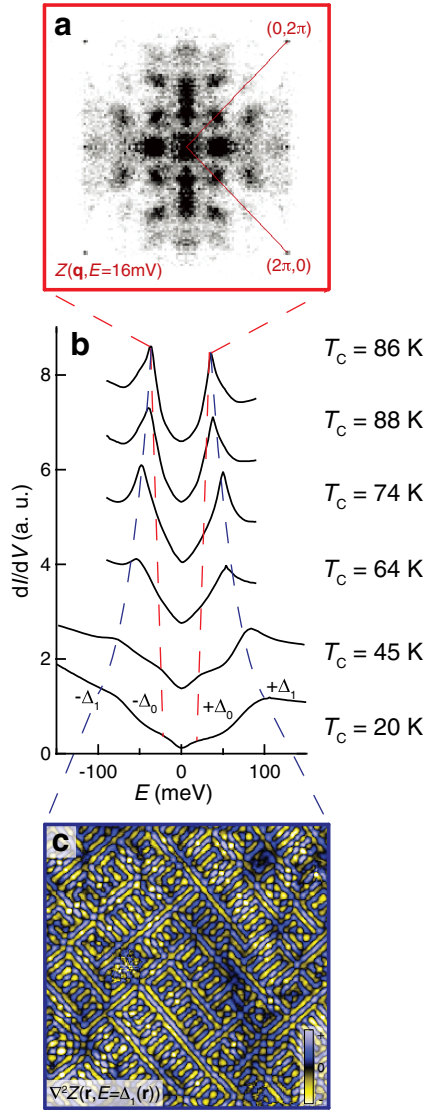 a
(0,2π)
Z(q,E=16mV)
(2π,0)
b
T_C = 86 K
8
T_C = 88 K
6
T_C = 74 K
dI/dV (a. u.)
4
T_C = 64 K
2
T_C = 45 K
-Δ₁ -Δ₀ +Δ₀ +Δ₁
T_C = 20 K
0
-100 0 100
E (meV)
c
+
0
-
∇²Z(r,E=Δ₁(r))